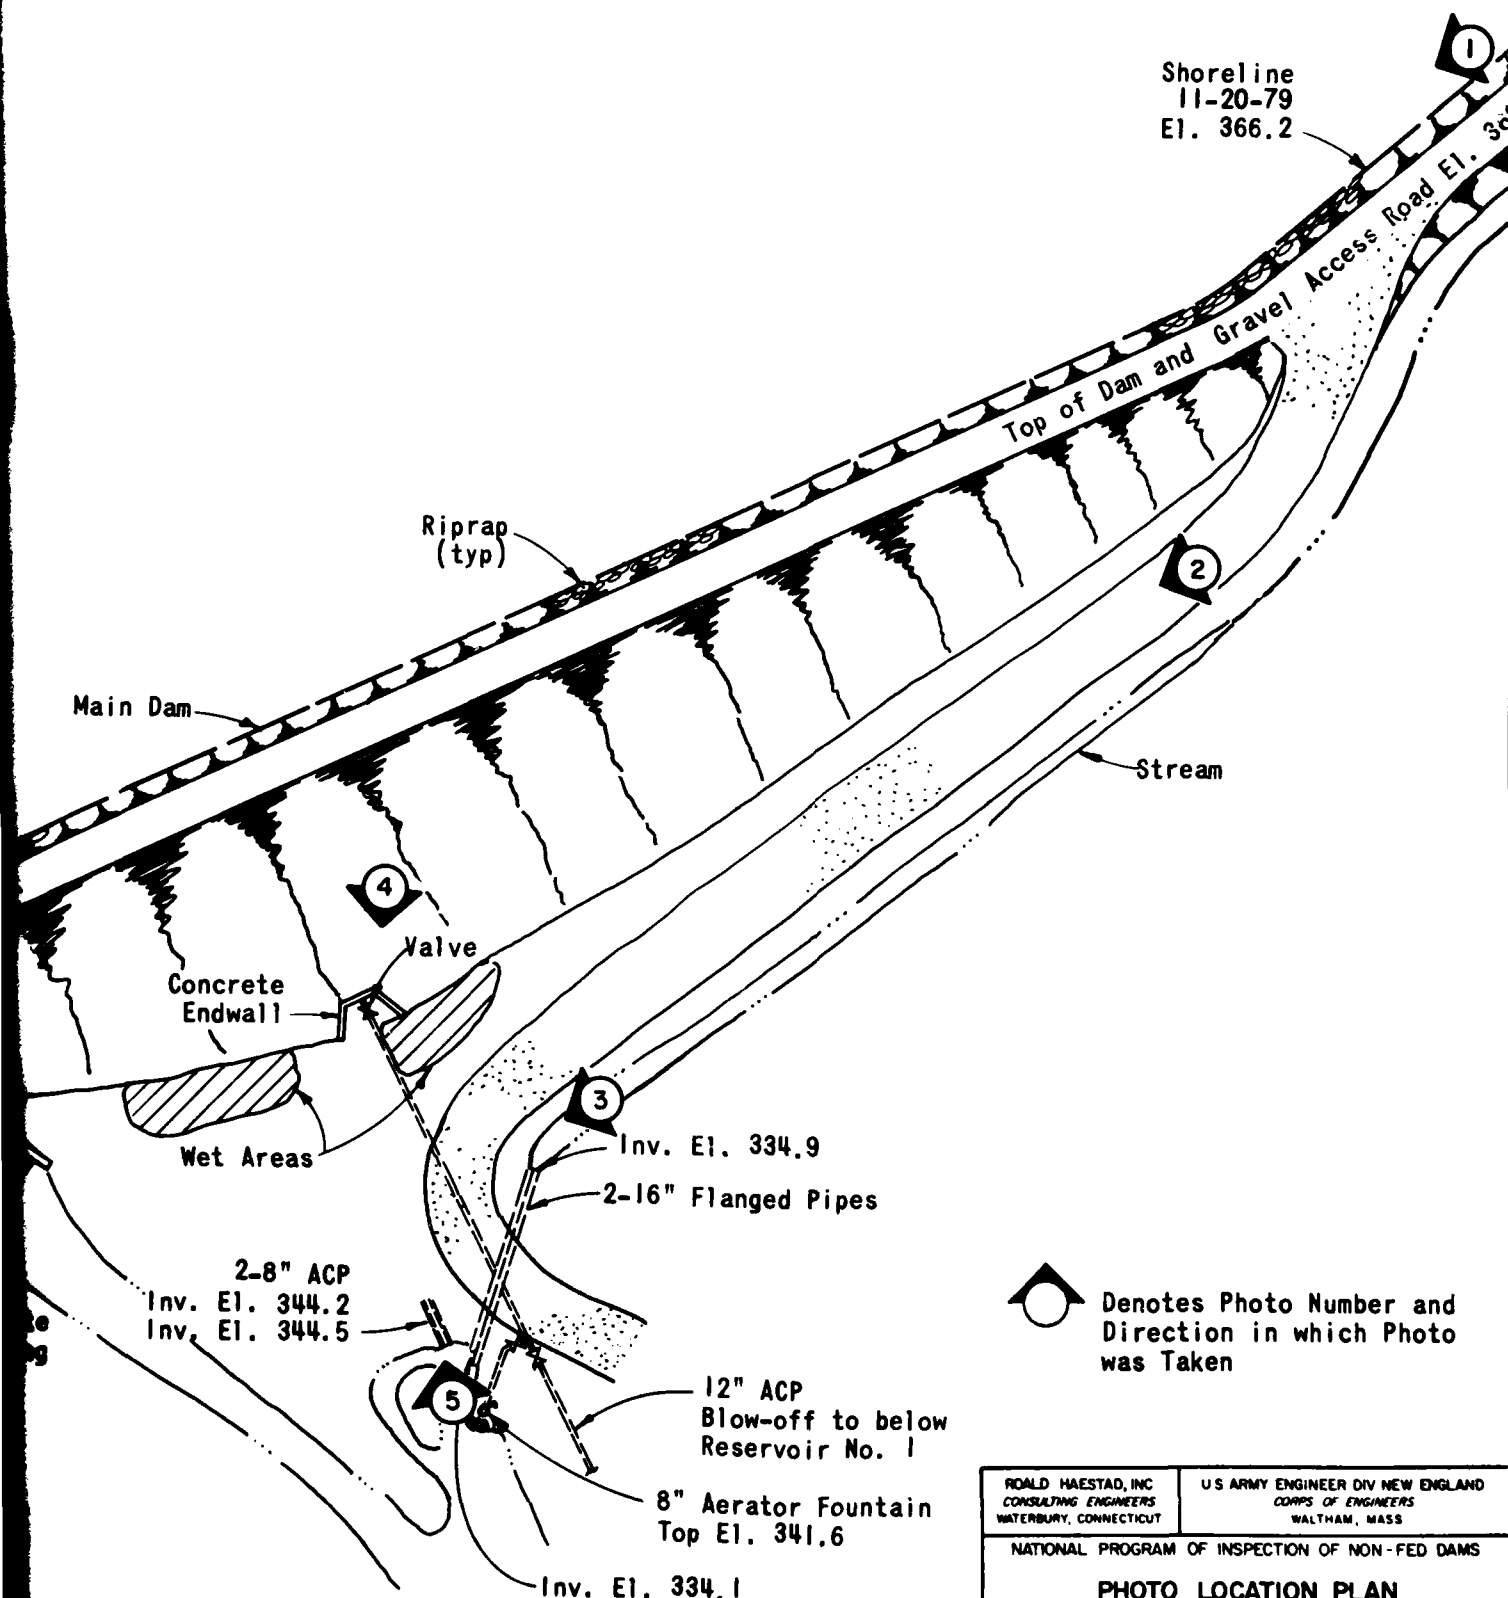 1
Shoreline
11-20-79
El. 366.2
Top of Dam and Gravel Access Road El.
2
Riprap
(typ)
Main Dam
Stream
4
Valve
Concrete
Endwall
3
Wet Areas
Inv. El. 334.9
2-16" Flanged Pipes
2-8" ACP
Inv. El. 344.2
Inv. El. 344.5
5
12" ACP
Blow-off to below
Reservoir No. 1
8" Aerator Fountain
Top El. 341.6
Inv. El. 334.1
Denotes Photo Number and
Direction in which Photo
was Taken
ROALD HAESTAD, INC
CONSULTING ENGINEERS
WATERBURY, CONNECTICUT
U S ARMY ENGINEER DIV NEW ENGLAND
CORPS OF ENGINEERS
WALTHAM, MASS
NATIONAL PROGRAM OF INSPECTION OF NON-FED DAMS
PHOTO LOCATION PLAN